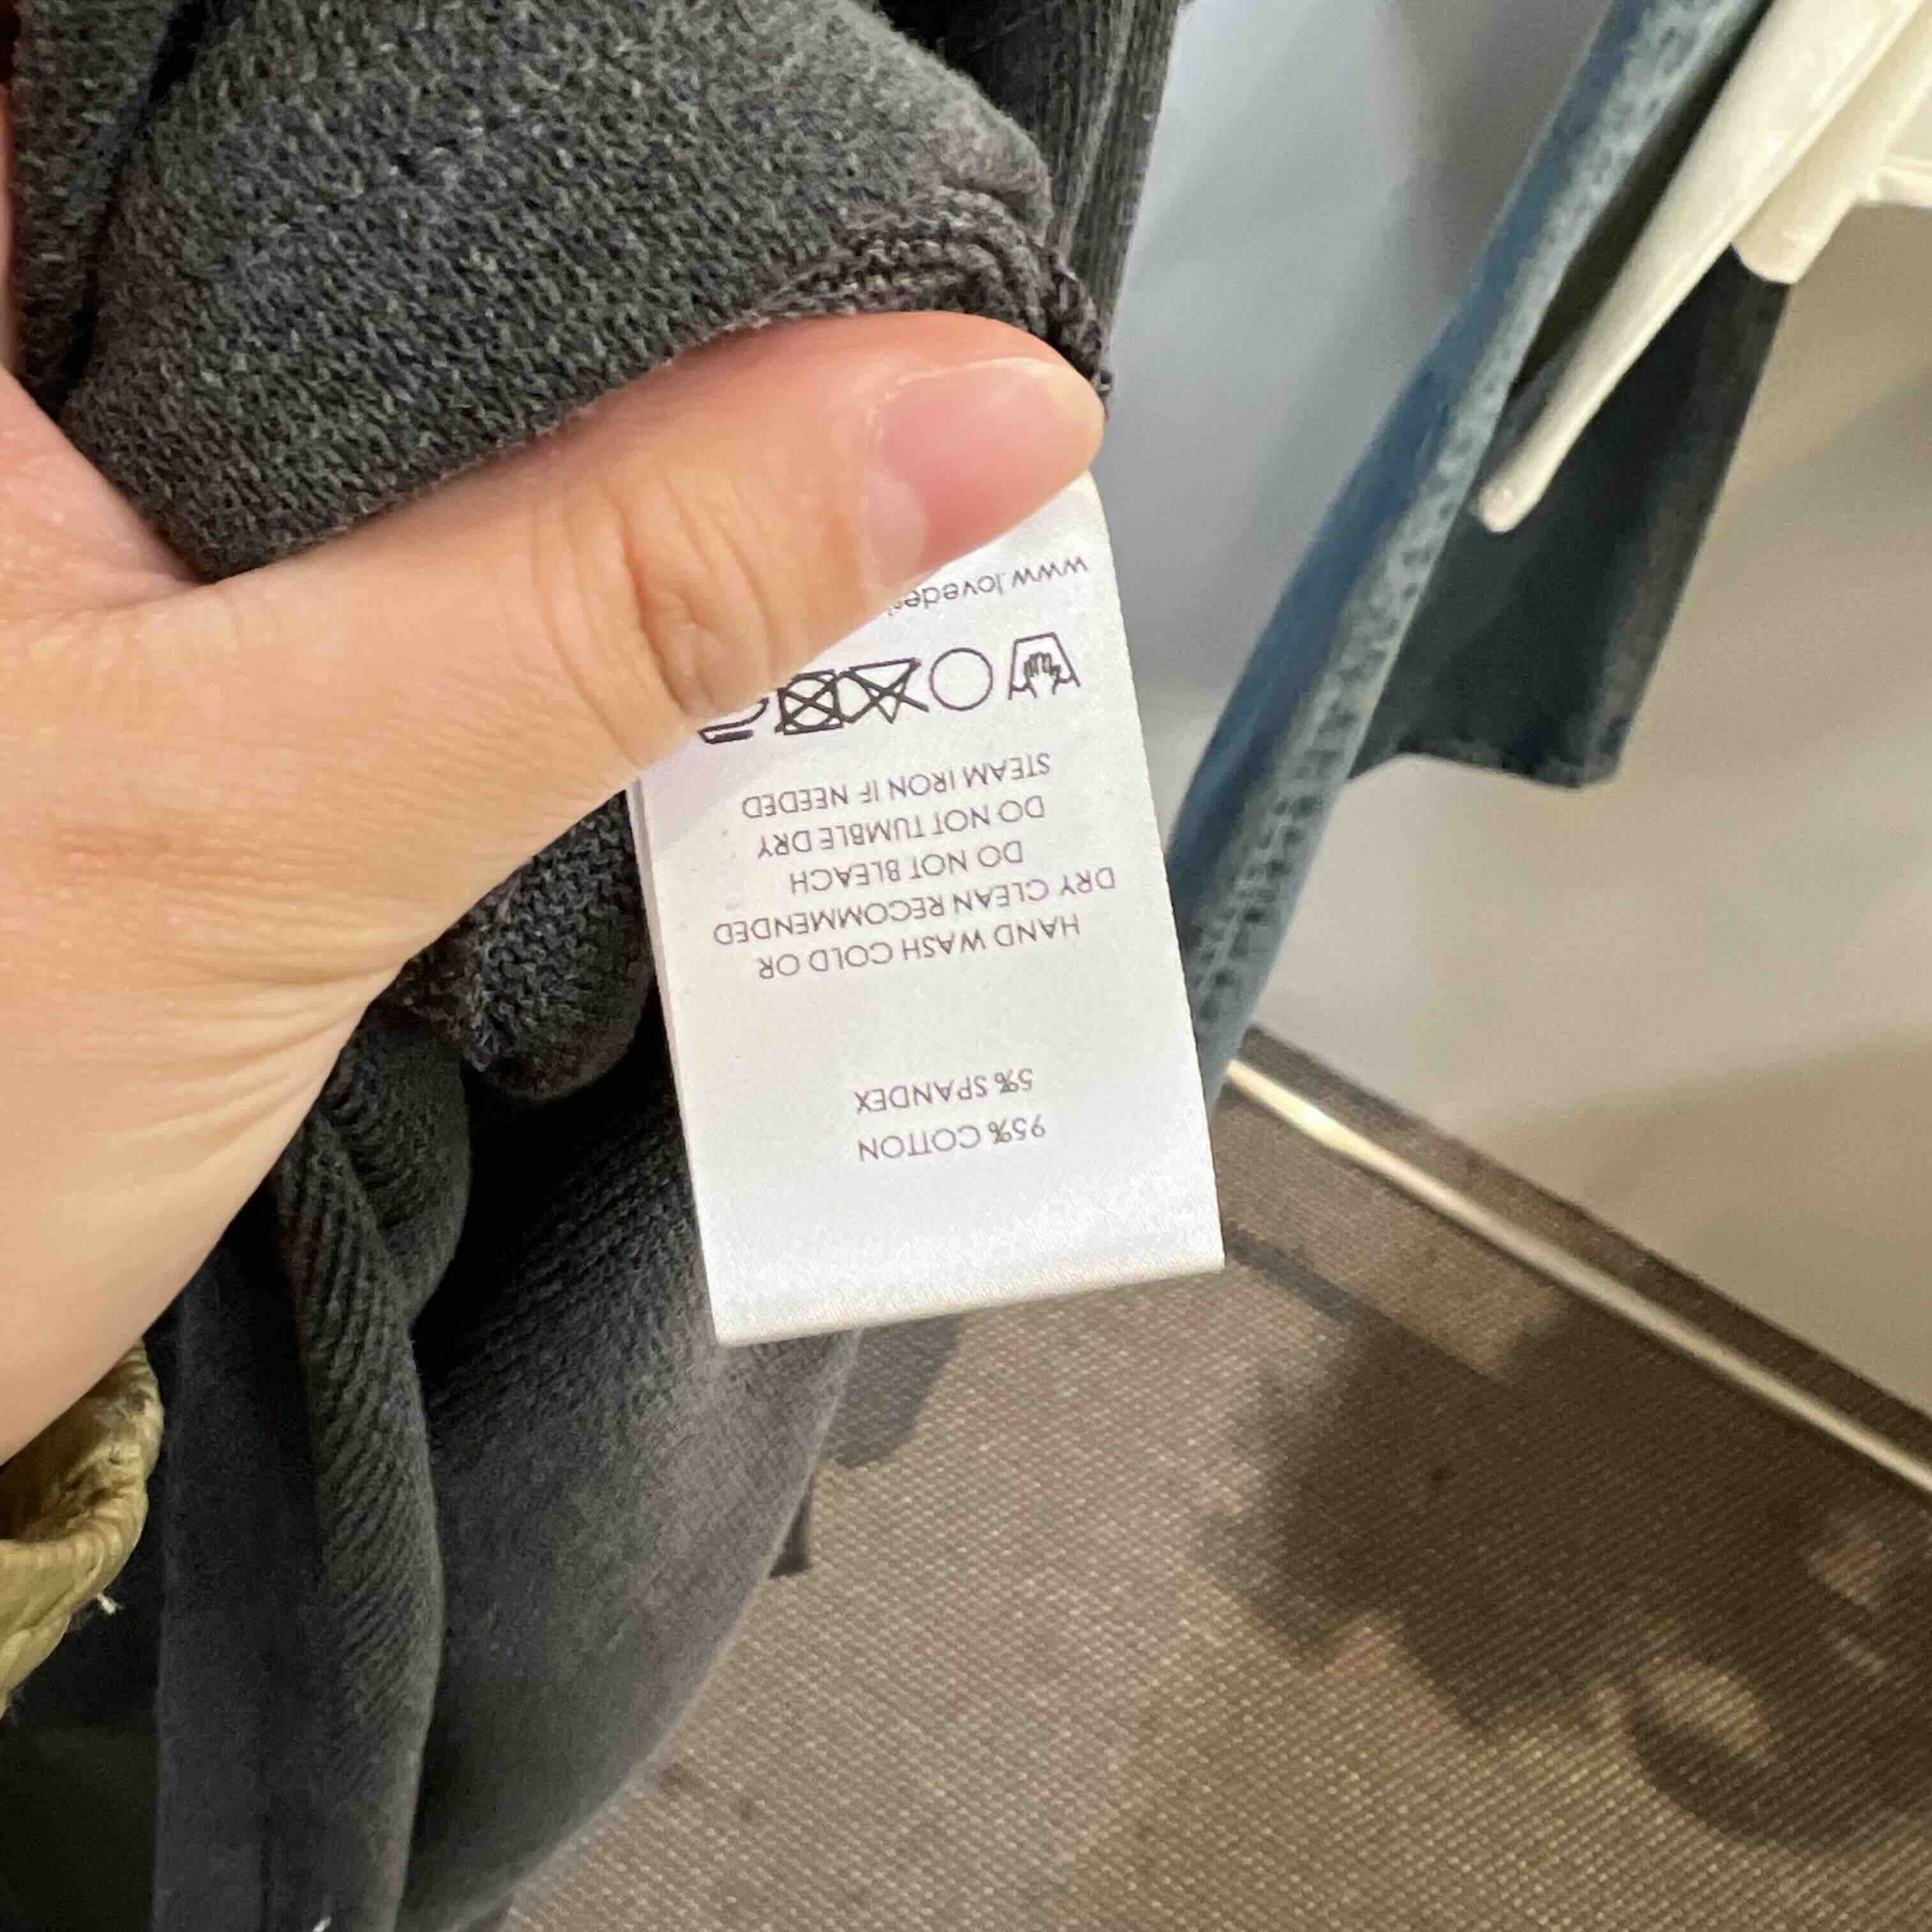 95% COTTON
5% SPANDEX
HAND WASH COLD OR
DRY CLEAN RECOMMENDED
DO NOT BLEACH
DO NOT TUMBLE DRY
STEAM IRON IF NEEDED
www.lovedes